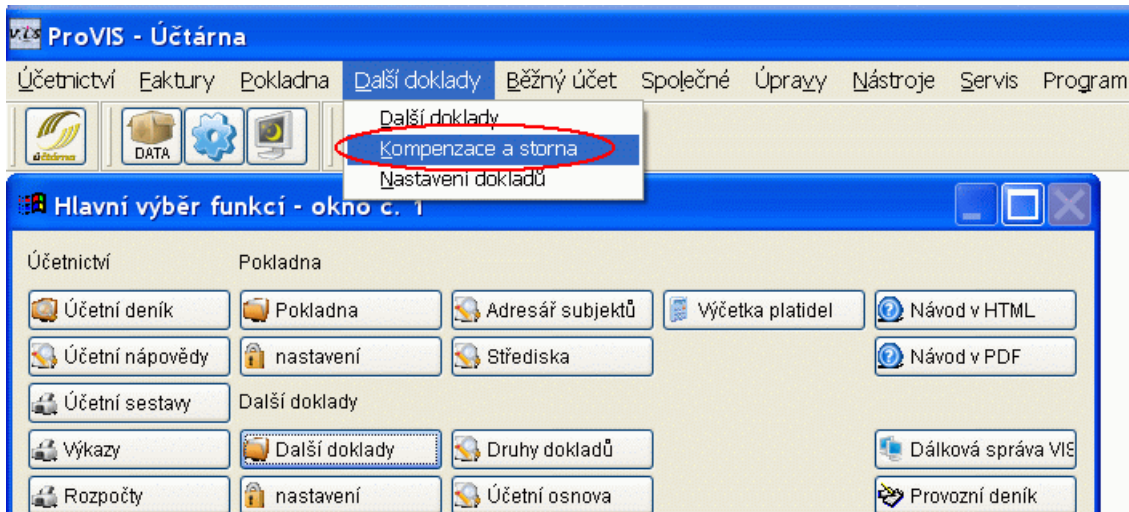 vis ProVIS - Účtárna
Účetnictví Faktury Pokladna Další doklady Běžný účet Společné Úpravy Nástroje Servis Program
účtárna DATA
Další doklady
Kompenzace a storna
Nastavení dokladů
Hlavní výběr funkcí - okno č. 1
Účetnictví Pokladna
Účetní deník Pokladna Adresář subjektů Výčetka platidel Návod v HTML
Účetní nápovědy nastavení Střediska Návod v PDF
Účetní sestavy Další doklady
Výkazy Další doklady Druhy dokladů Dálková správa VIS
Rozpočty nastavení Účetní osnova Provozní deník